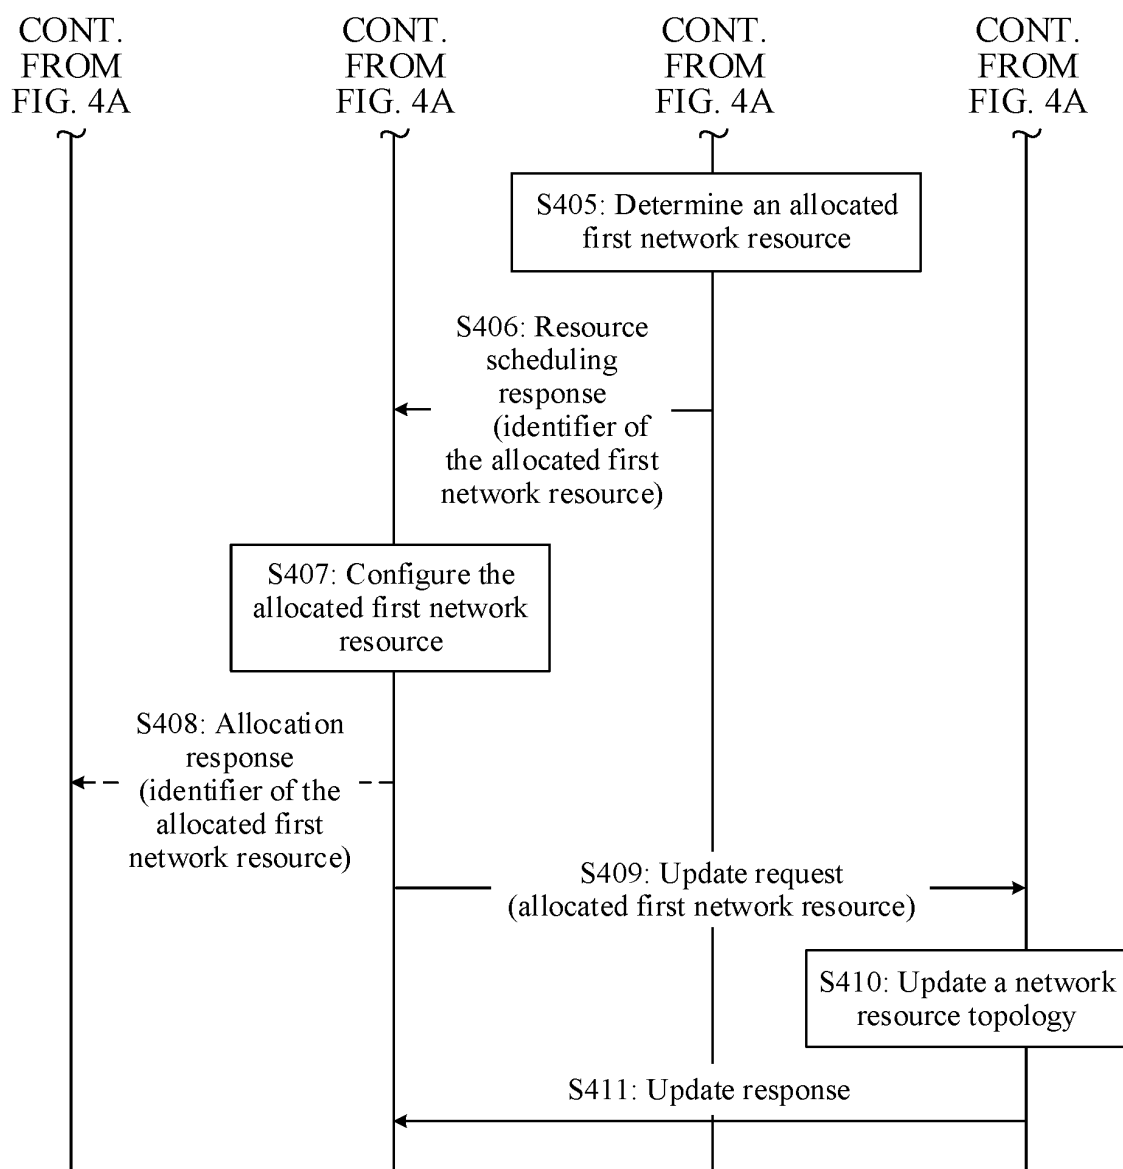 CONT.
FROM
FIG. 4A
CONT.
FROM
FIG. 4A
CONT.
FROM
FIG. 4A
CONT.
FROM
FIG. 4A
S405: Determine an allocated
first network resource
S406: Resource
scheduling
response
(identifier of
the allocated first
network resource)
S407: Configure the
allocated first network
resource
S408: Allocation
response
(identifier of the
allocated first
network resource)
S409: Update request
(allocated first network resource)
S410: Update a network
resource topology
S411: Update response